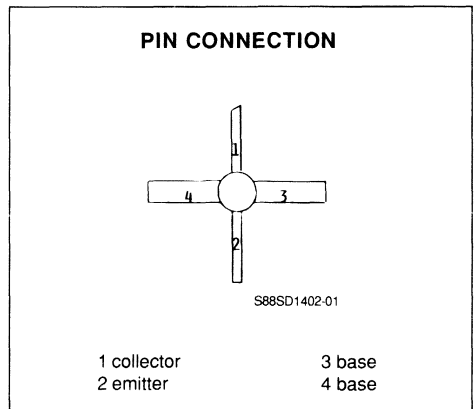 PIN CONNECTION
1
4
3
2
S88SD1402-01
1 collector 3 base
2 emitter 4 base